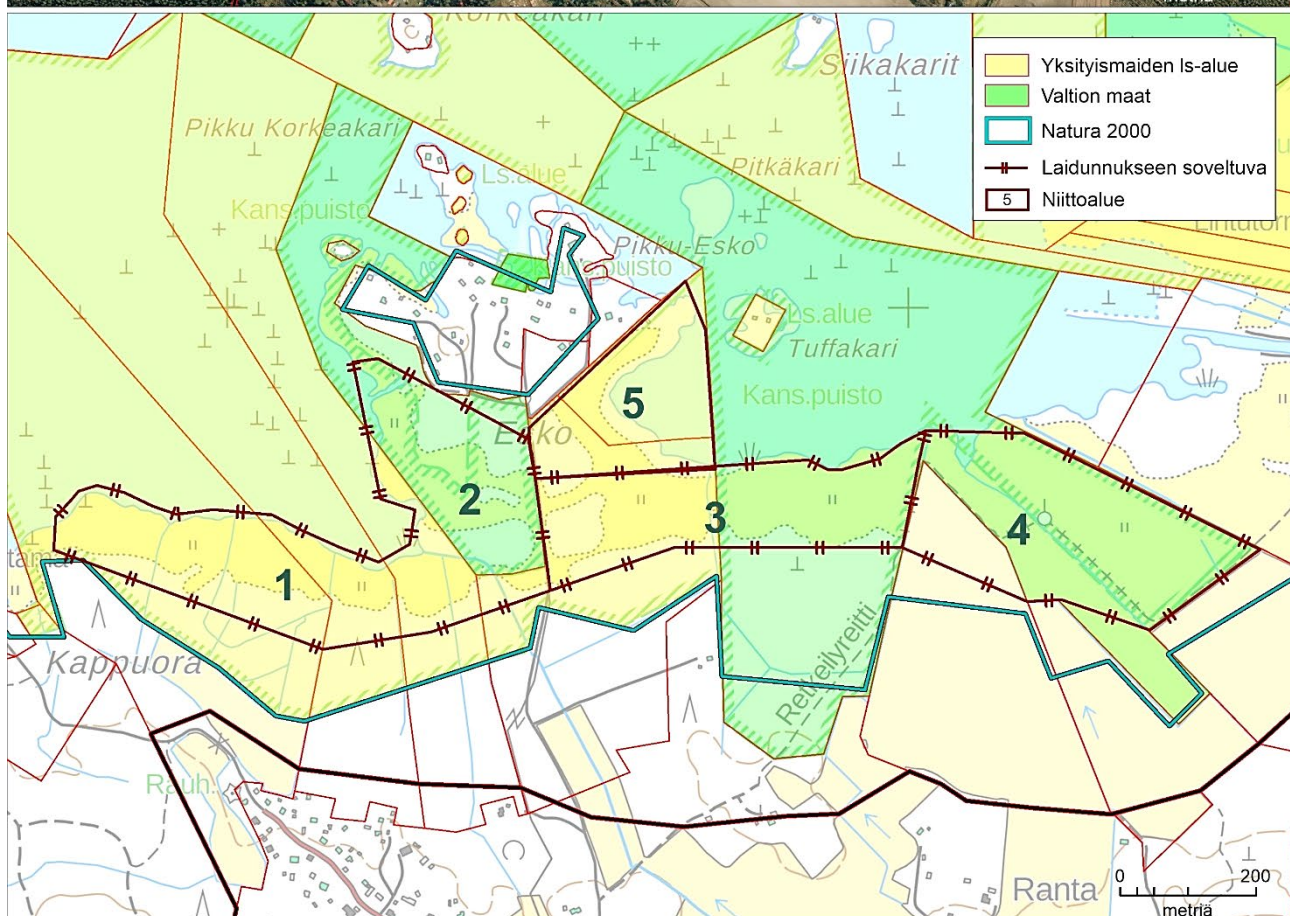 Korkeakari
Siikakarit
Yksityismaiden ls-alue
Valtion maat
Natura 2000
Laidunnukseen soveltuva
5 Niittoalue
Pikku Korkeakari
Pitkäkari
Ls.alue
Kans.puisto
Pikku-Esko
Kans.puisto
Ls.alue
Tuffakari
Kans.puisto
5
Esko
2
3
4
1
Kappuora
Retkeilyreitti
Rauh.
Ranta
0 200
metriä